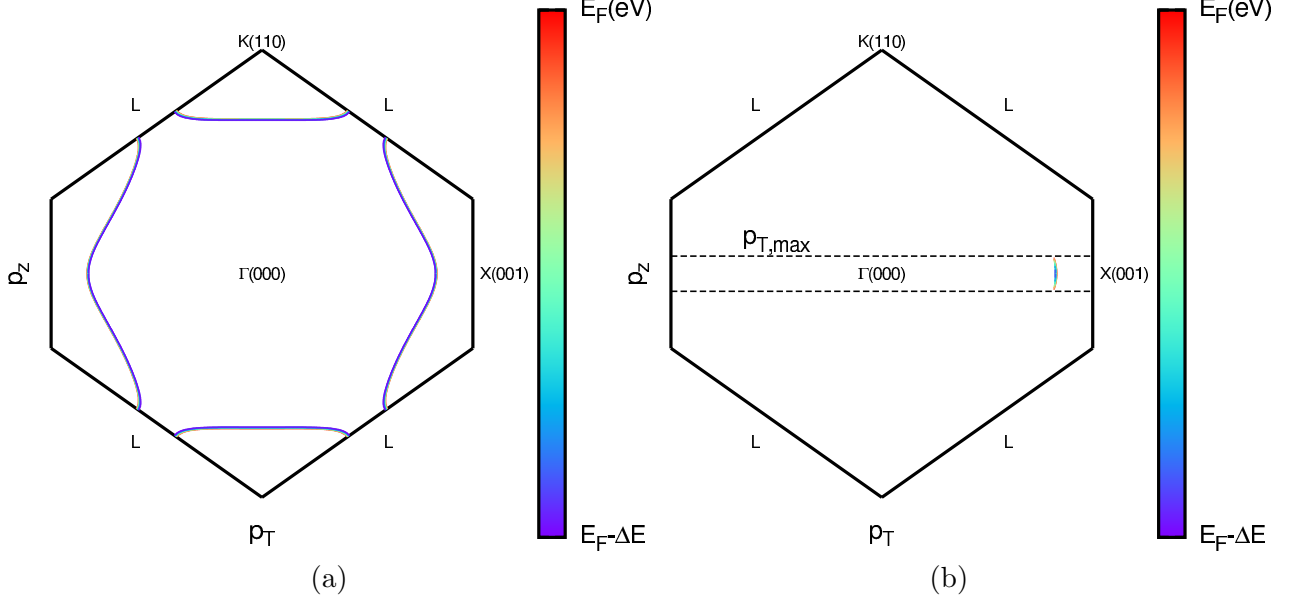 E_F(eV)
K(110)
L
L
p_z
Γ(000)
X(001)
L
L
p_T
E_F-ΔE
(a)
E_F(eV)
K(110)
L
L
p_T,max
p_z
Γ(000)
X(001)
L
L
p_T
E_F-ΔE
(b)